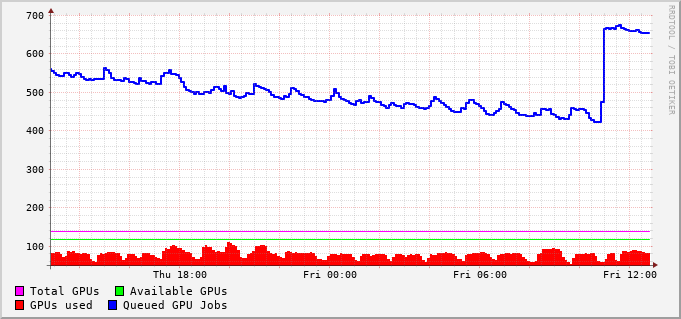 700
600
500
400
300
200
100
Thu 18:00 Fri 00:00 Fri 06:00 Fri 12:00
Total GPUs Available GPUs
GPUs used Queued GPU Jobs
RRDTOOL / TOBI OETIKER